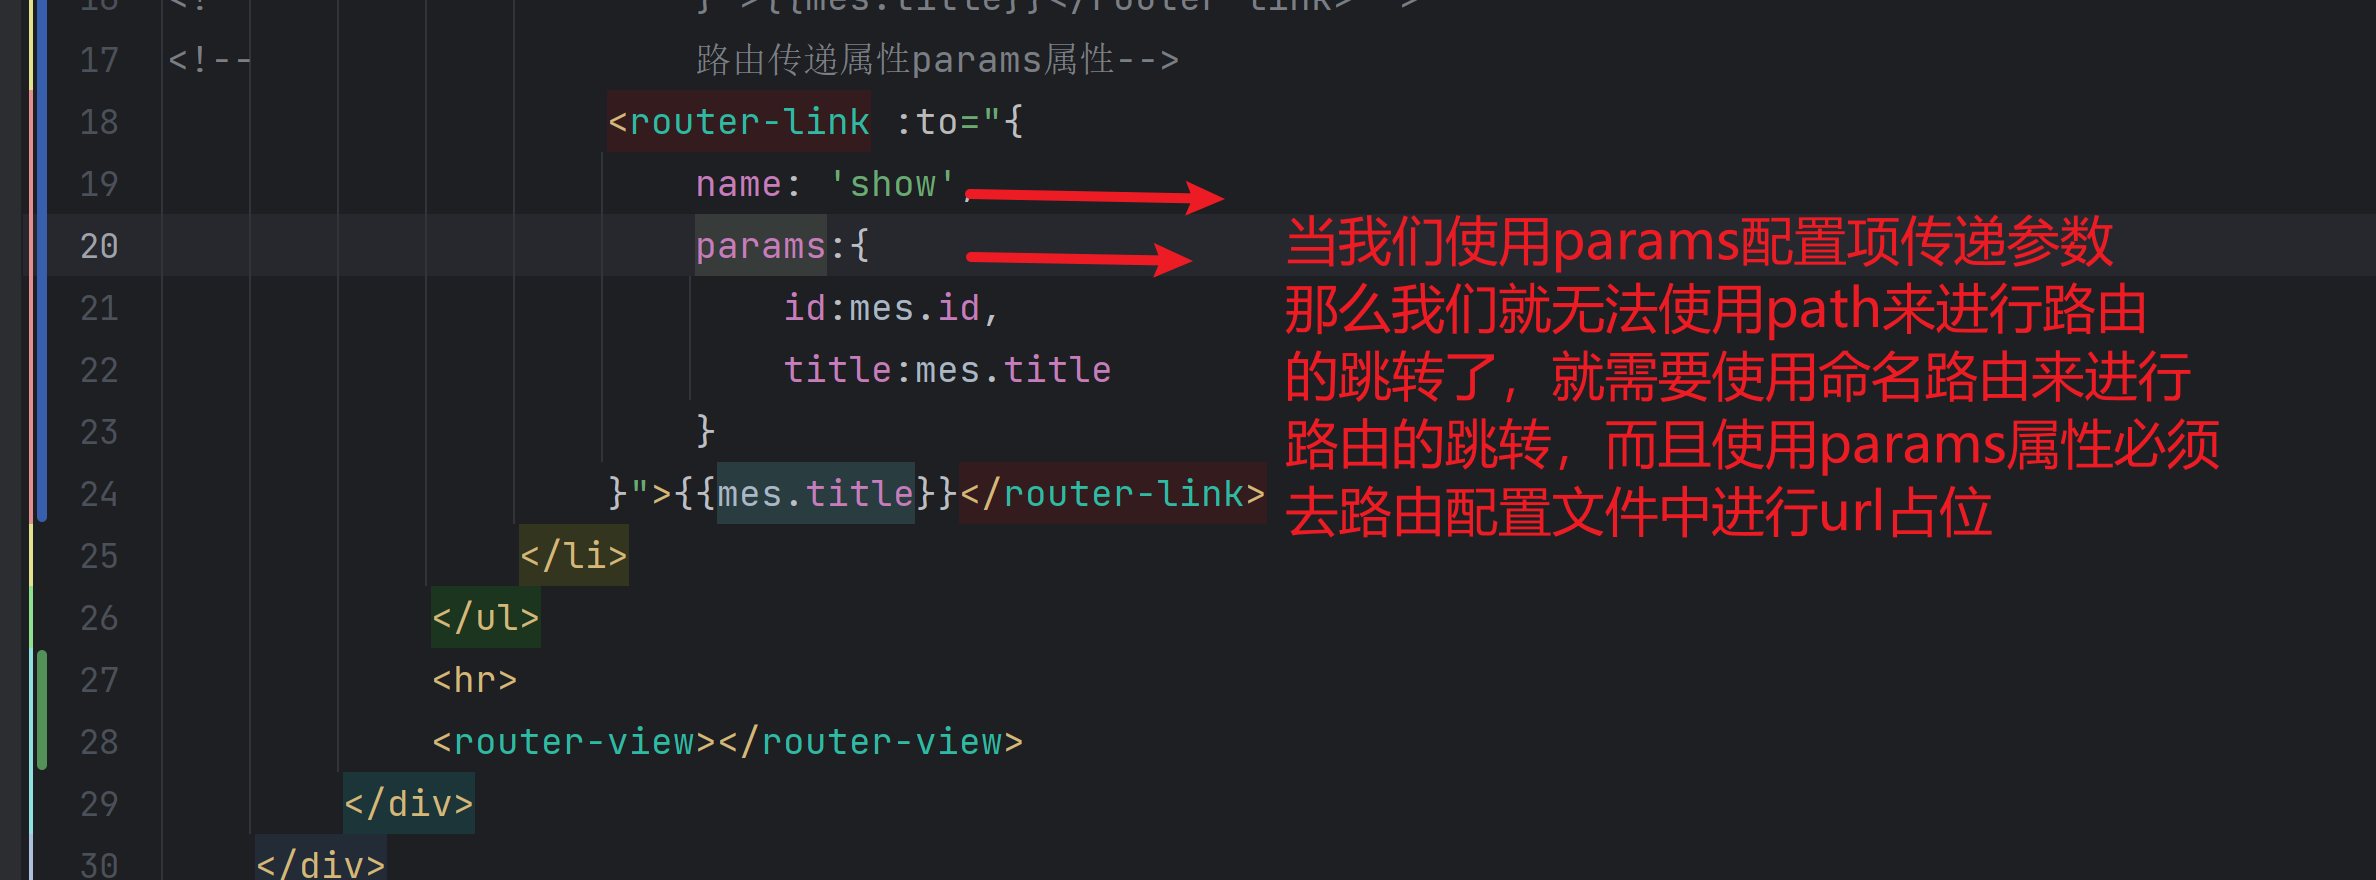 18 <! }">{{mes.title}}</router-link>-->
17 <!-- 路由传递属性params属性-->
18 <router-link :to="{
19 name: 'show',
20 params:{
当我们使用params配置项传递参数
21 id:mes.id,
那么我们就无法使用path来进行路由
22 title:mes.title
的跳转了，就需要使用命名路由来进行
23 }
路由的跳转，而且使用params属性必须
24 }">{{mes.title}}</router-link>
去路由配置文件中进行url占位
25 </li>
26 </ul>
27 <hr>
28 <router-view></router-view>
29 </div>
30 </div>